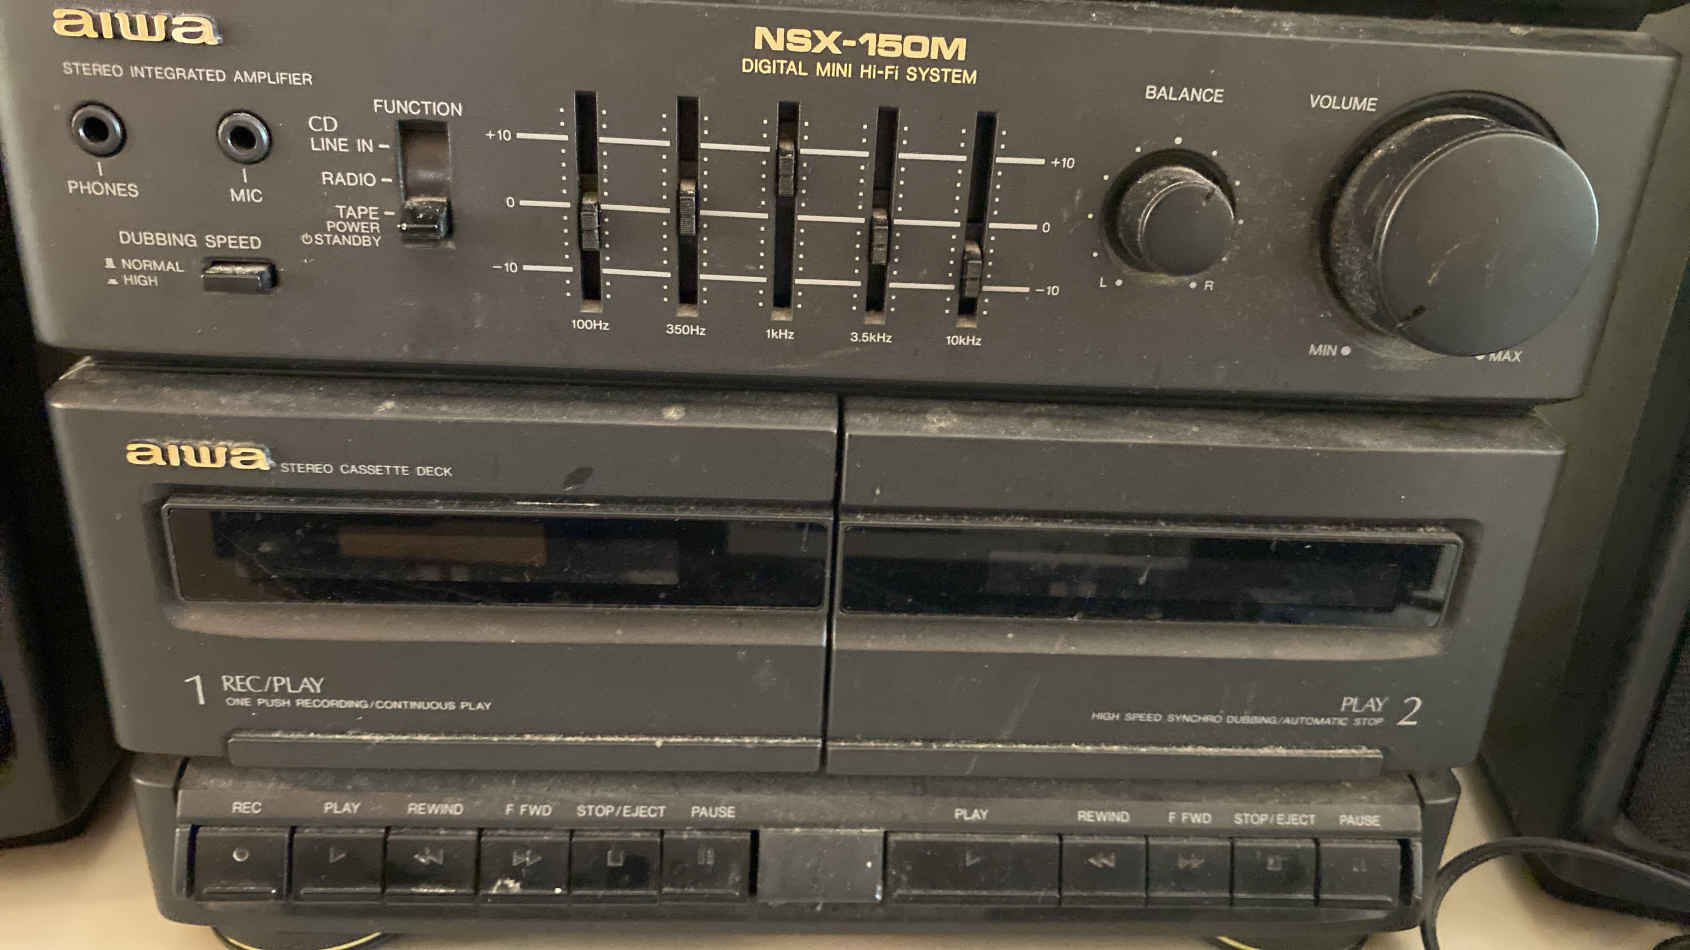 aiwa
STEREO INTEGRATED AMPLIFIER
NSX-150M
DIGITAL MINI Hi-Fi SYSTEM
PHONES
MIC
FUNCTION
CD
LINE IN
RADIO
TAPE
POWER
STANDBY
DUBBING SPEED
NORMAL
HIGH
+10
0
-10
+10
0
-10
100Hz
350Hz
1kHz
3.5kHz
10kHz
BALANCE
L
R
VOLUME
MIN
MAX
aiwa STEREO CASSETTE DECK
1 REC/PLAY
ONE PUSH RECORDING/CONTINUOUS PLAY
PLAY 2
HIGH SPEED SYNCHRO DUBBING/AUTOMATIC STOP
REC PLAY REWIND F FWD STOP/EJECT PAUSE
PLAY REWIND F FWD STOP/EJECT PAUSE